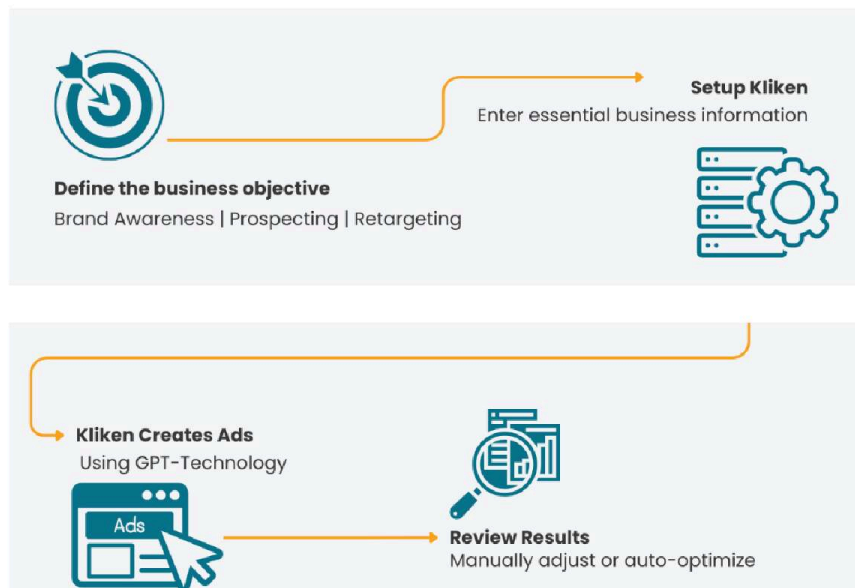 Setup Kliken
Enter essential business information
Define the business objective
Brand Awareness | Prospecting | Retargeting
Kliken Creates Ads
Using GPT-Technology
Ads
Review Results
Manually adjust or auto-optimize